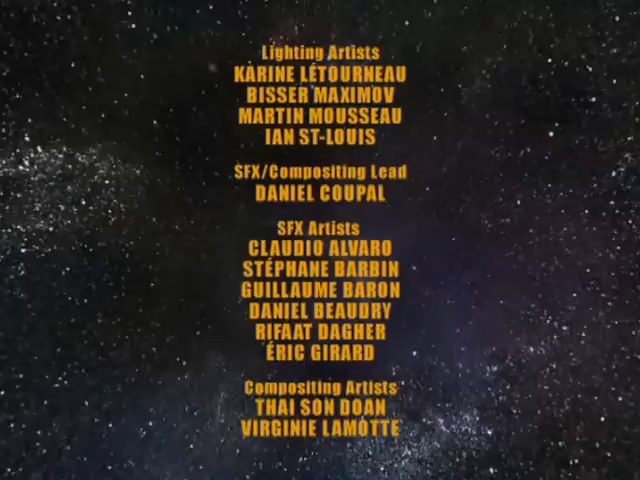 Lighting Artists
KARINE LÉTOURNEAU
BISSER MAXIMOV
MARTIN MOUSSEAU
IAN ST-LOUIS
SFX/Compositing Lead
DANIEL COUPAL
SFX Artists
CLAUDIO ALVARO
STÉPHANE BARBIN
GUILLAUME BARON
DANIEL BEAUDRY
RIFAAT DAGHER
ÉRIC GIRARD
Compositing Artists
THAI SON DOAN
VIRGINIE LAMOTTE